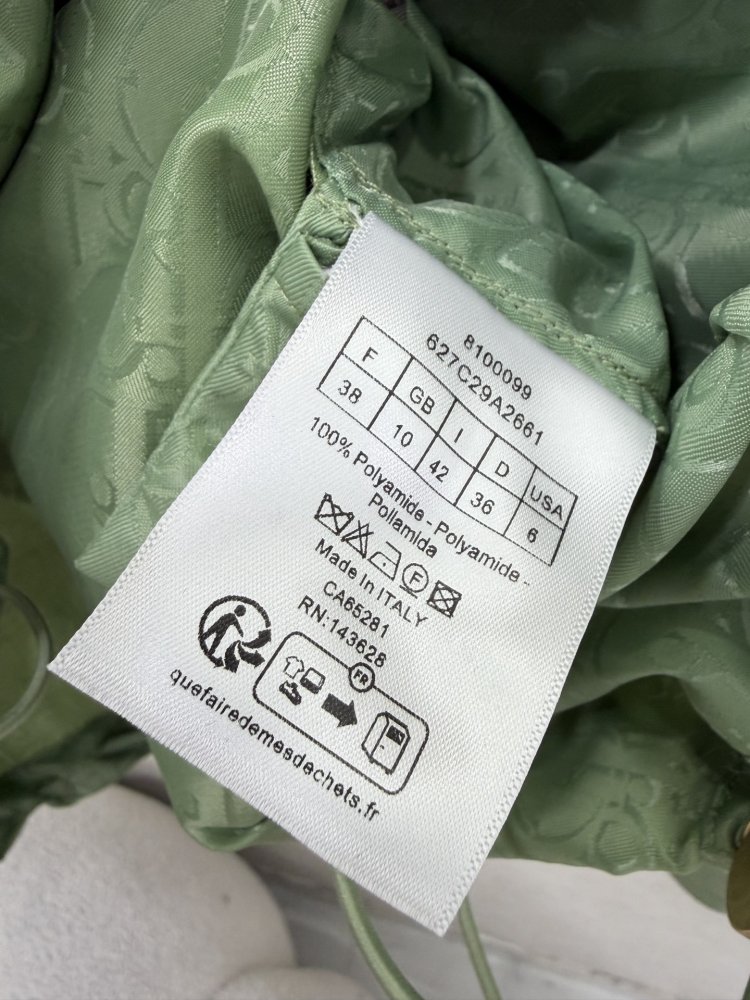 8100099
627C29A2661
F GB I D USA
38 10 42 36 6
100% Polyamide - Polyamide -
Poliamida
F
Made in ITALY
CA65281
RN:143628
FR
quefairedemesdechets.fr